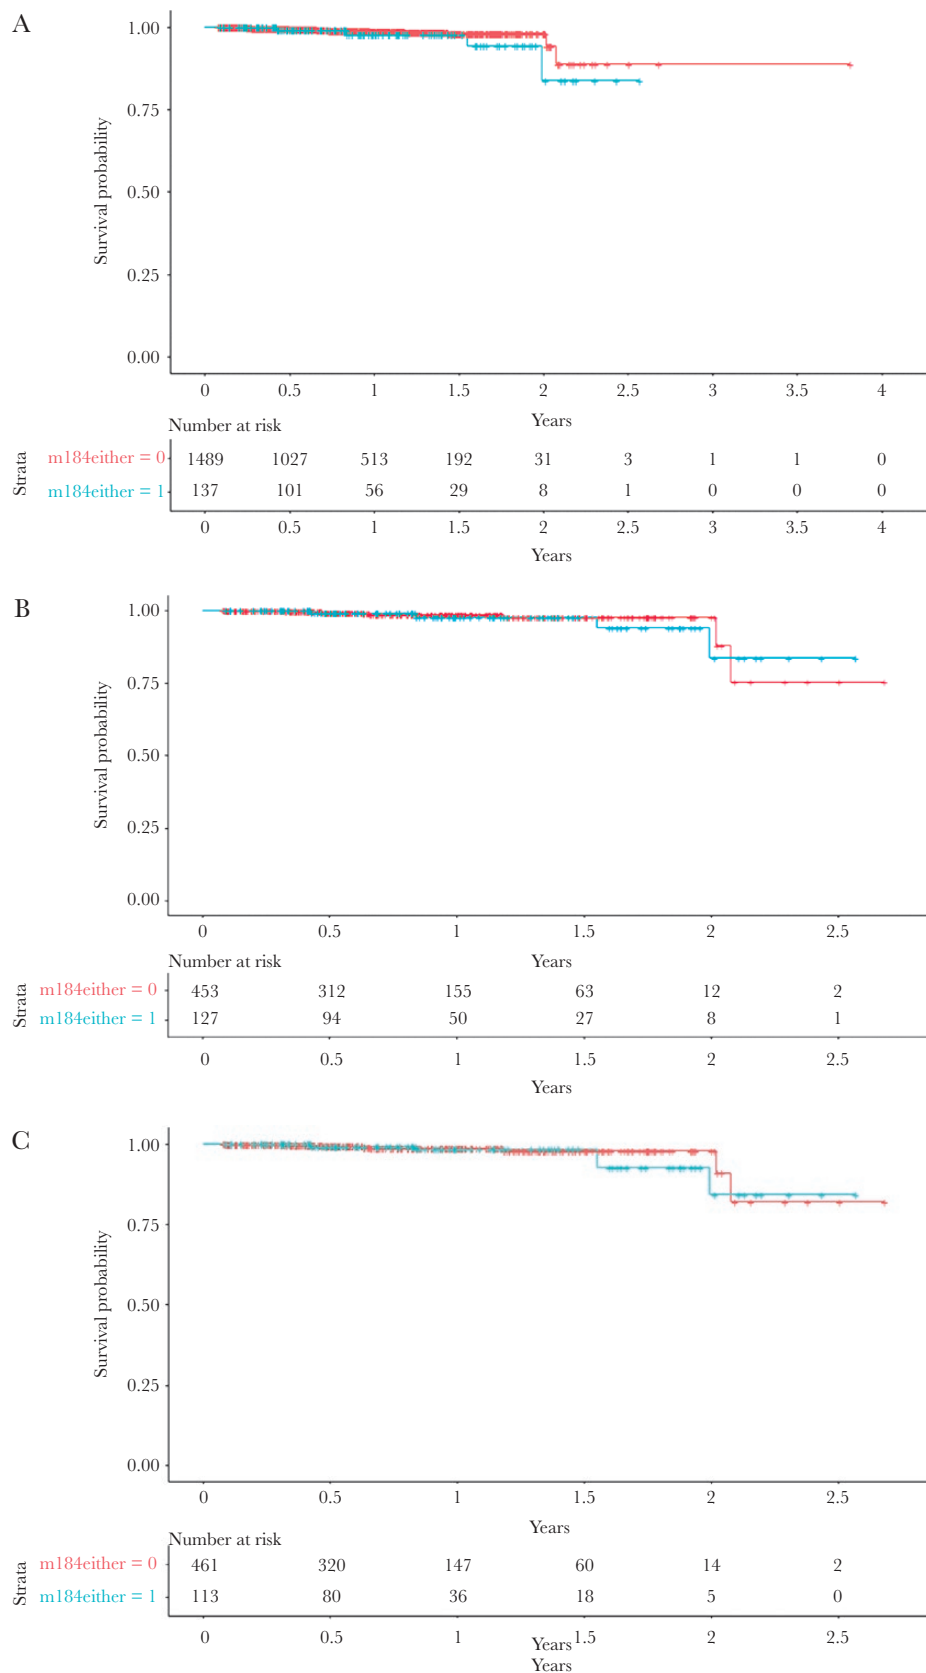 A
1.00
0.75
0.50
0.25
0.00
Survival probability
0 0.5 1 1.5 2 2.5 3 3.5 4
Years
Number at risk
Strata
m184either = 0 1489 1027 513 192 31 3 1 1 0
m184either = 1 137 101 56 29 8 1 0 0 0
0 0.5 1 1.5 2 2.5 3 3.5 4
Years
B
1.00
0.75
0.50
0.25
0.00
Survival probability
0 0.5 1 1.5 2 2.5
Years
Number at risk
Strata
m184either = 0 453 312 155 63 12 2
m184either = 1 127 94 50 27 8 1
0 0.5 1 1.5 2 2.5
Years
C
1.00
0.75
0.50
0.25
0.00
Survival probability
0 0.5 1 1.5 2 2.5
Years
Number at risk
Strata
m184either = 0 461 320 147 60 14 2
m184either = 1 113 80 36 18 5 0
0 0.5 1 1.5 2 2.5
Years
Years